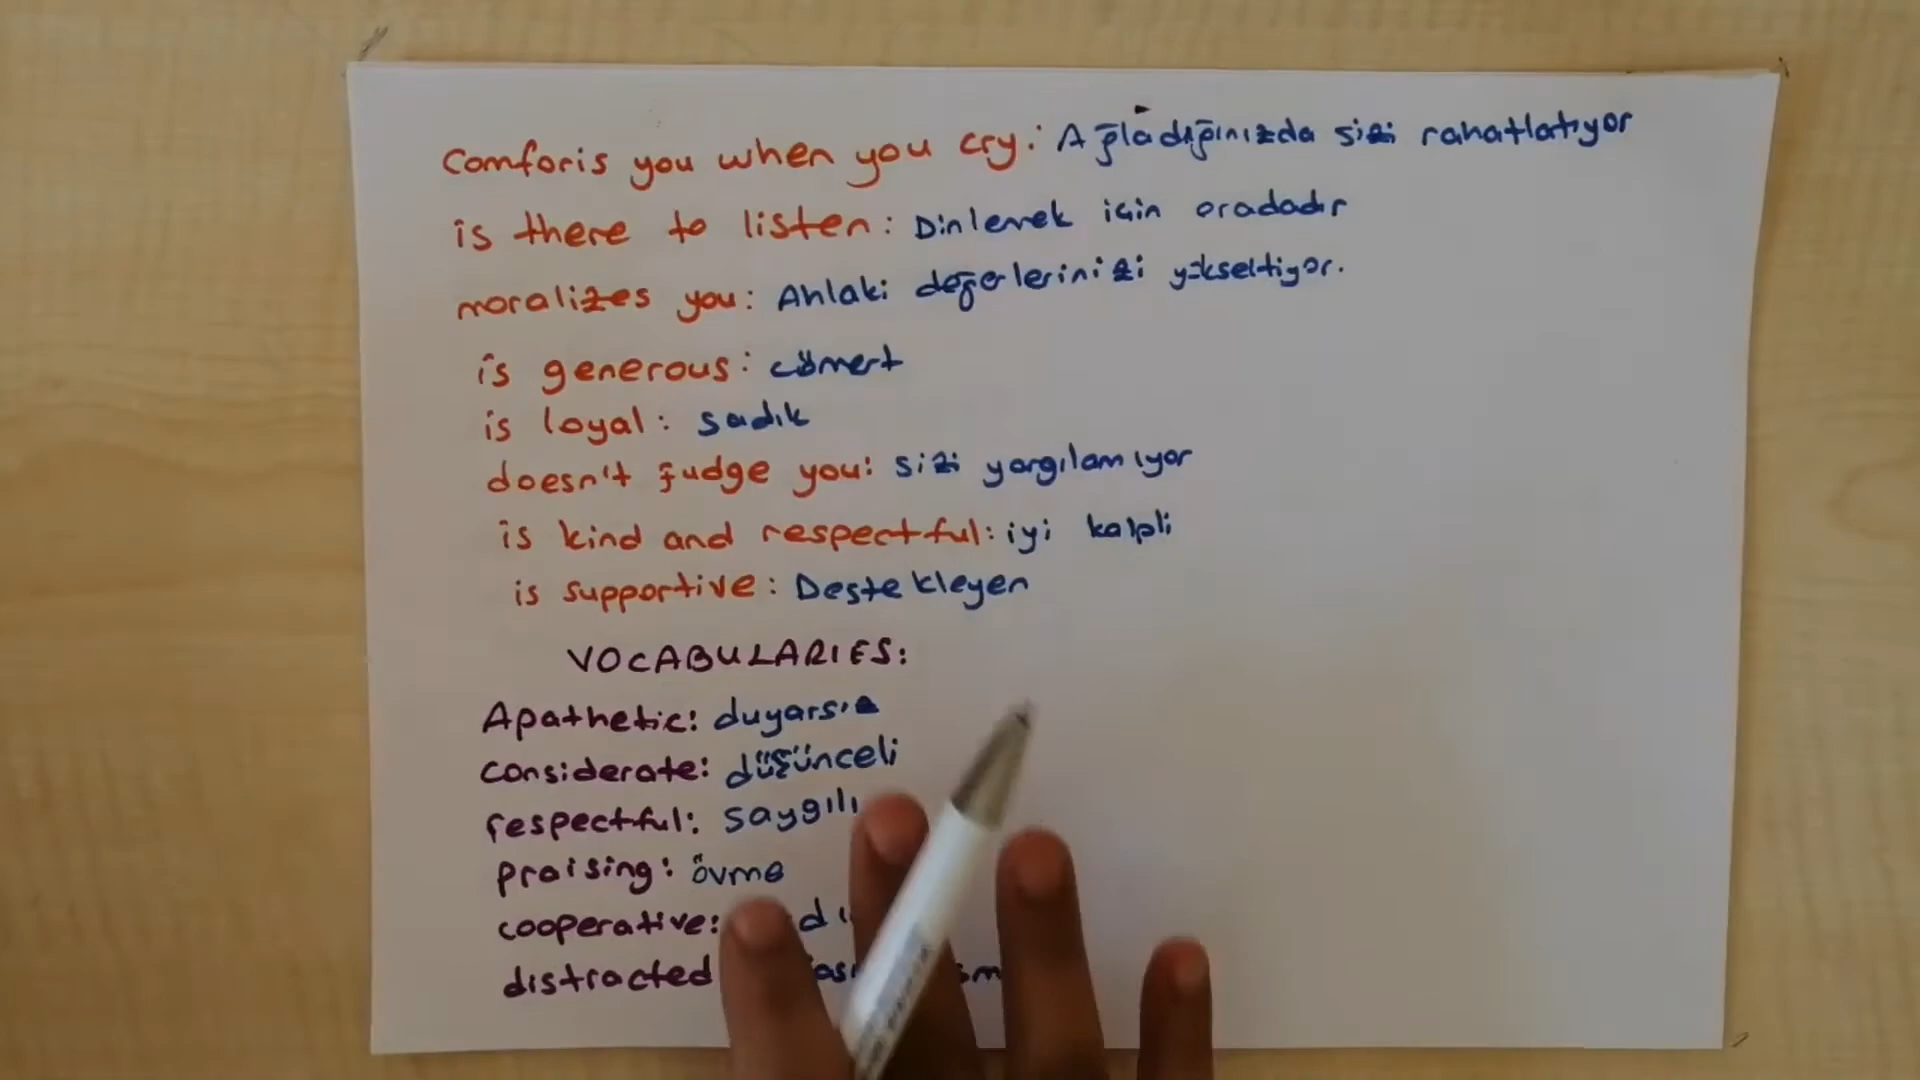 Comforis you when you cry: Ağladığınızda sizi rahatlatıyor
is there to listen: Dinlemek için oradadır
moralizes you: Ahlaki değerlerinizi yükseltiyor.
is generous: cömert
is loyal: sadık
doesn't judge you: sizi yargılamıyor
is kind and respectful: iyi kalpli
is supportive: Destekleyen
VOCABULARIES:
Apathetic: duyarsız
considerate: düşünceli
respectful: saygılı
praising: övme
cooperative:
distracted